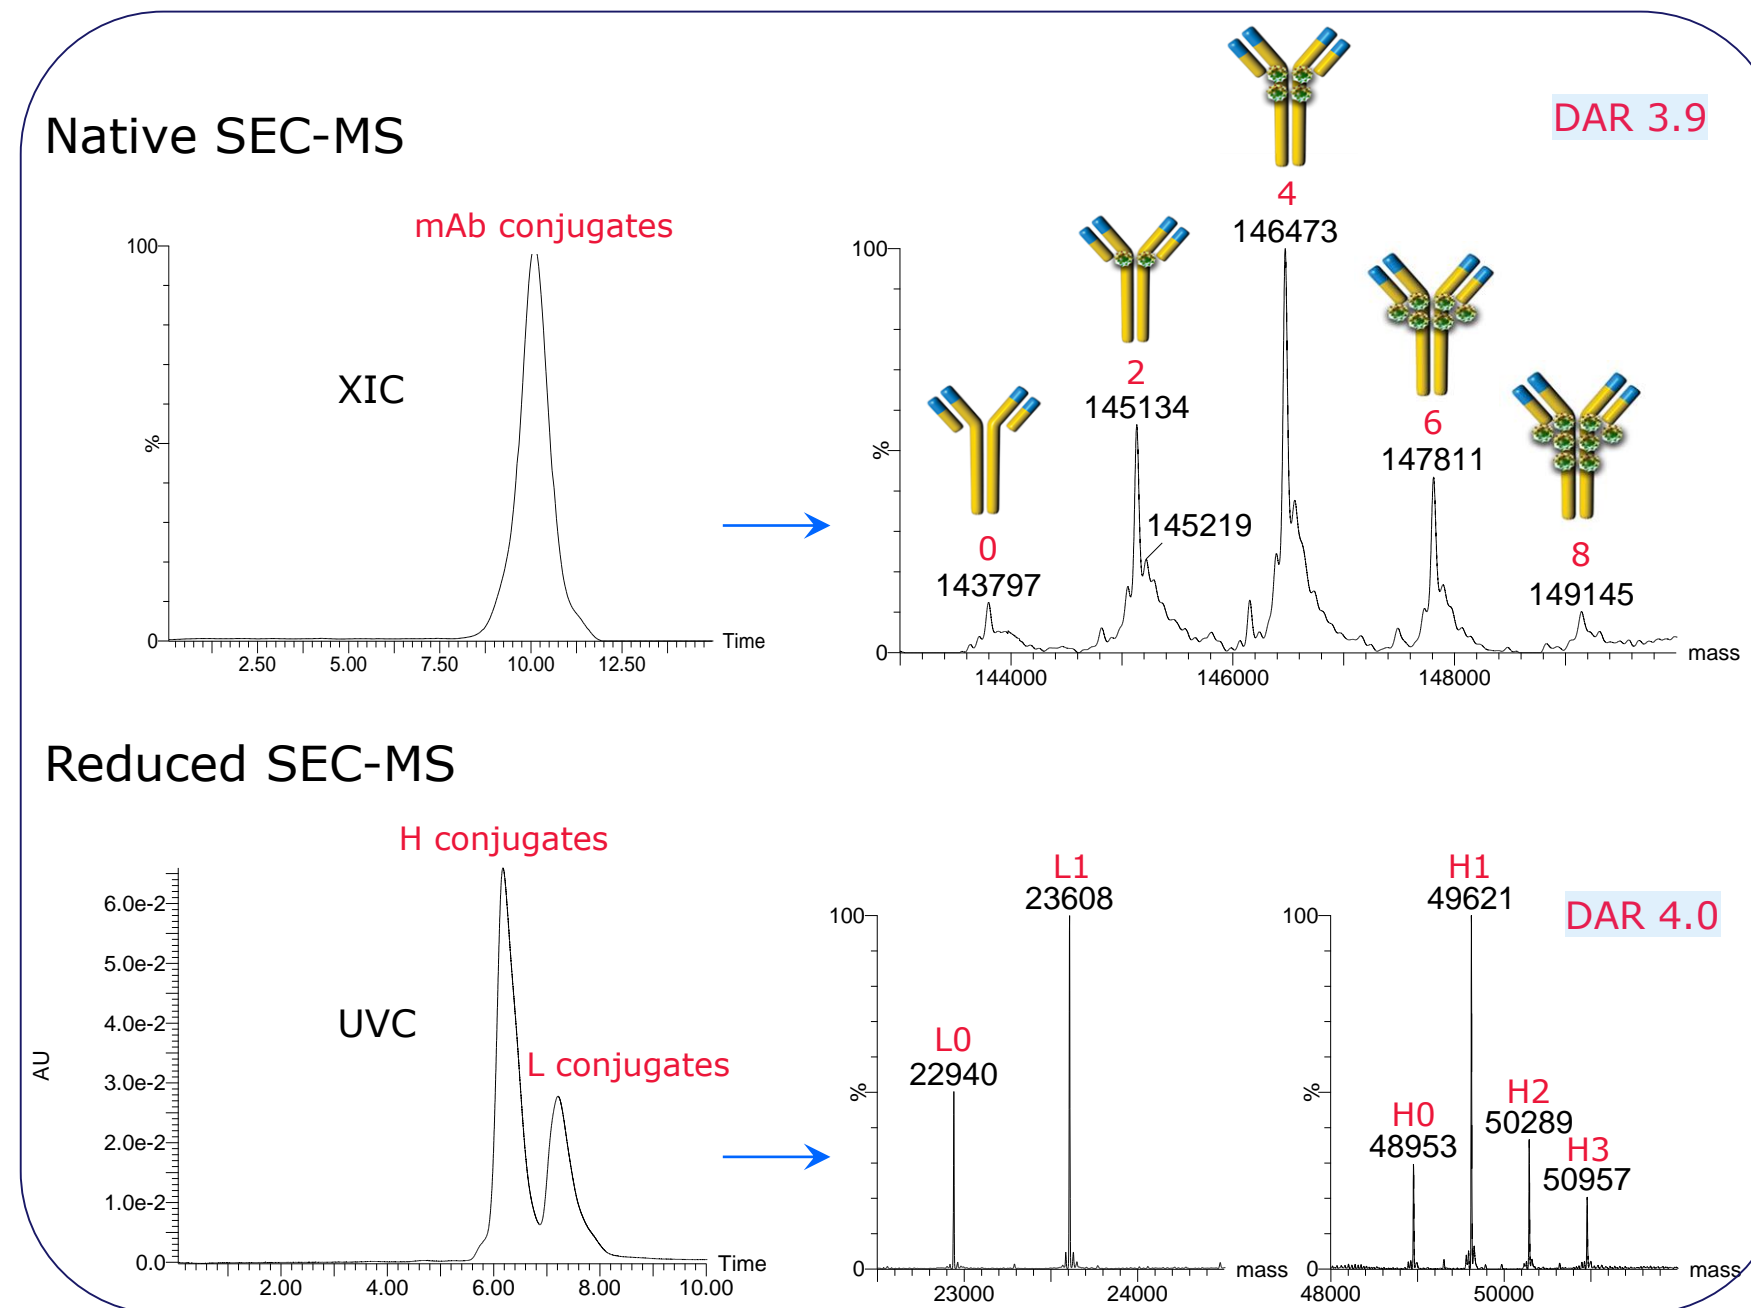 Native SEC-MS
DAR 3.9
mAb conjugates
100
%
0
XIC
2.50 5.00 7.50 10.00 12.50
Time
4
146473
2
145134
145219
6
147811
0
143797
8
149145
100
%
0
144000 146000 148000
mass
Reduced SEC-MS
DAR 4.0
H conjugates
L conjugates
UVC
AU
6.0e-2
5.0e-2
4.0e-2
3.0e-2
2.0e-2
1.0e-2
0.0
2.00 4.00 6.00 8.00 10.00
Time
L1
23608
L0
22940
100
%
0
23000 24000
mass
H1
49621
H0
48953
H2
50289
H3
50957
100
%
0
48000 50000
mass